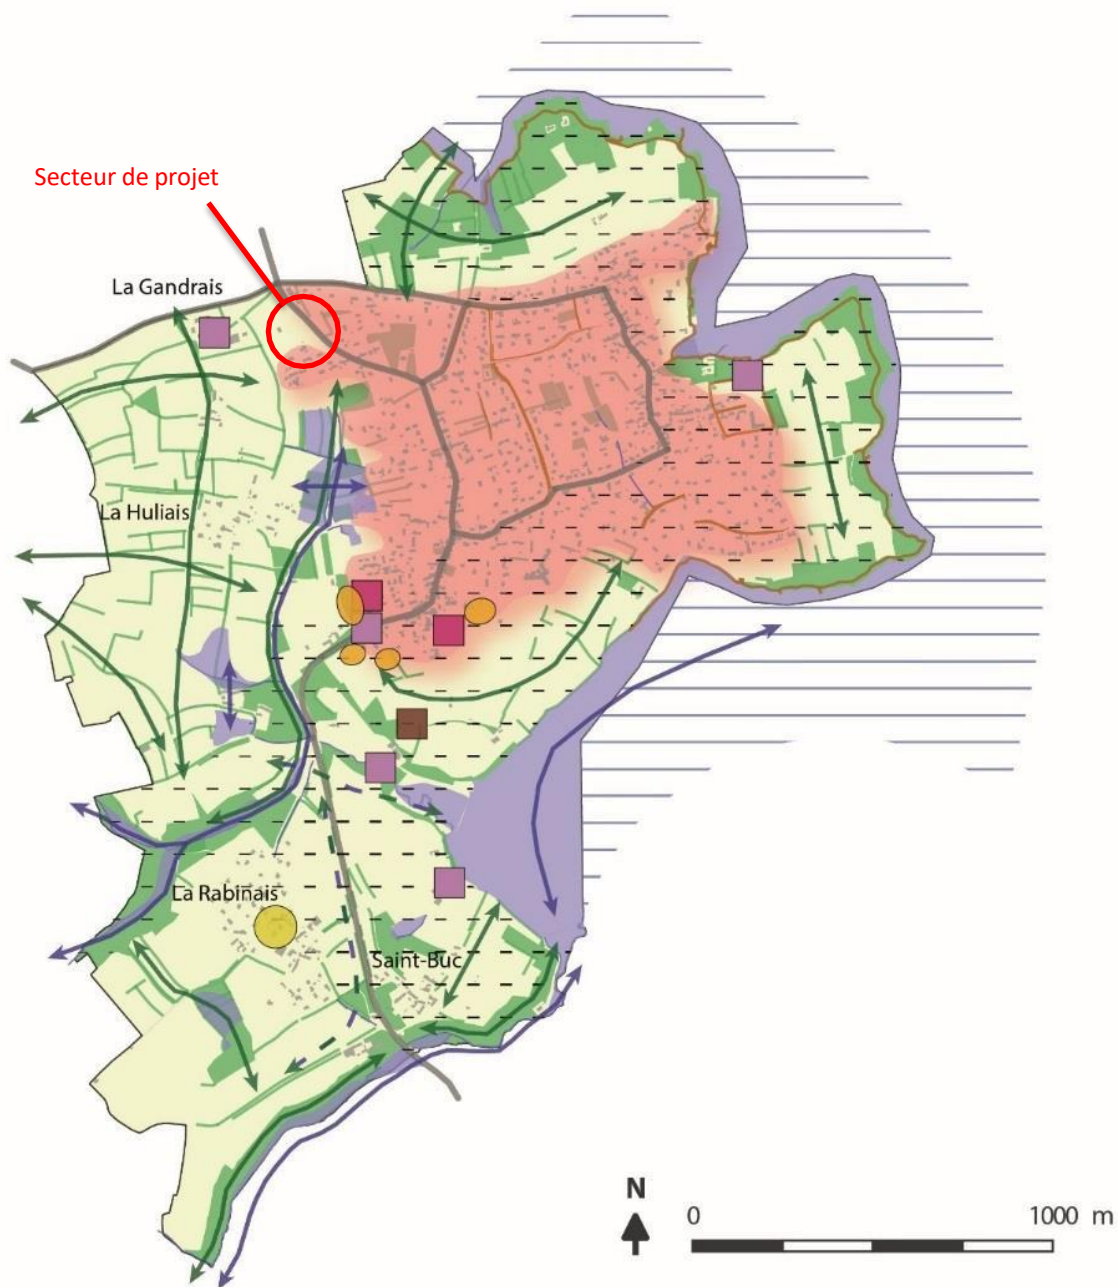 Secteur de projet
La Gandrais
La Huliais
La Rabinais
Saint-Buc
N
0 1000 m